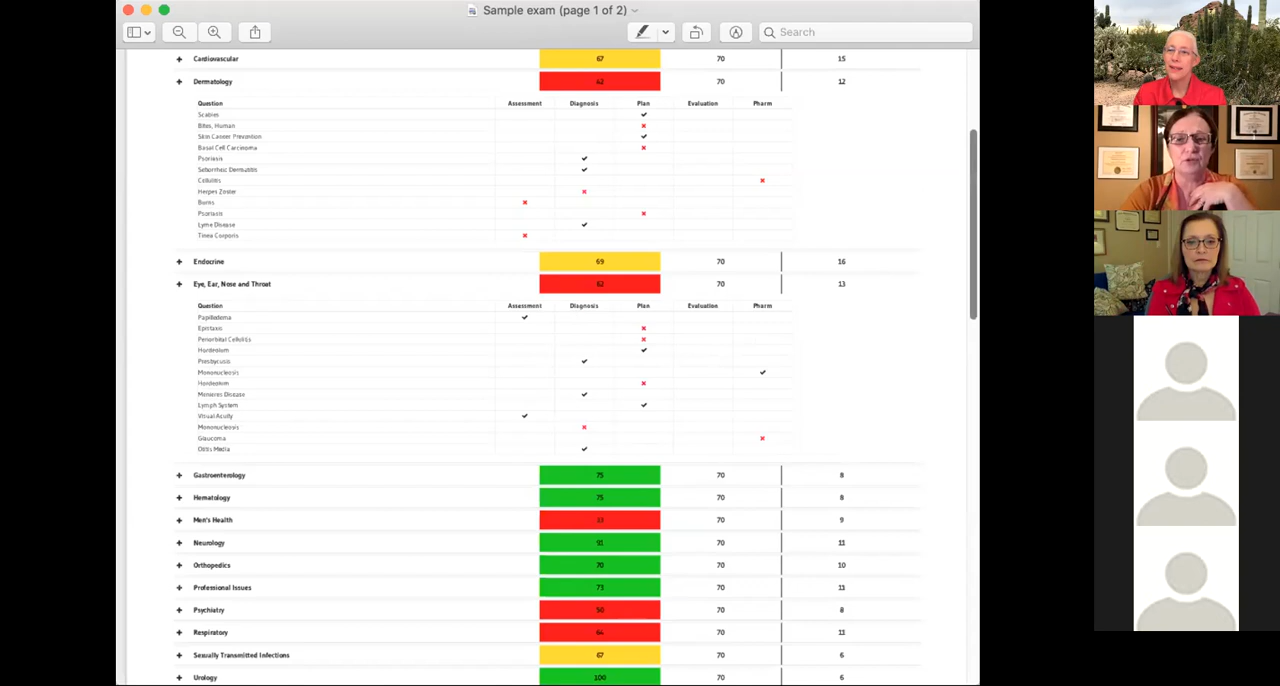 Sample exam (page 1 of 2)
Search
Cardiovascular 67 70 15
Dermatology 62 70 12
Question Assessment Diagnosis Plan Evaluation Pharm
Scabies
Bites, Human
Skin Cancer Prevention
Basal Cell Carcinoma
Psoriasis
Seborrheic Dermatitis
Cellulitis
Herpes Zoster
Burns
Psoriasis
Lyme Disease
Tinea Corporis
Endocrine 69 70 16
Eye, Ear, Nose and Throat 62 70 13
Question Assessment Diagnosis Plan Evaluation Pharm
Papilledema
Epistaxis
Periorbital Cellulitis
Hordeolum
Presbycusis
Mononucleosis
Hordeolum
Menieres Disease
Lymph System
Visual Acuity
Mononucleosis
Glaucoma
Otitis Media
Gastroenterology 75 70 8
Hematology 75 70 8
Men's Health 33 70 9
Neurology 91 70 11
Orthopedics 70 70 10
Professional Issues 73 70 11
Psychiatry 50 70 8
Respiratory 64 70 11
Sexually Transmitted Infections 67 70 6
Urology 100 70 6